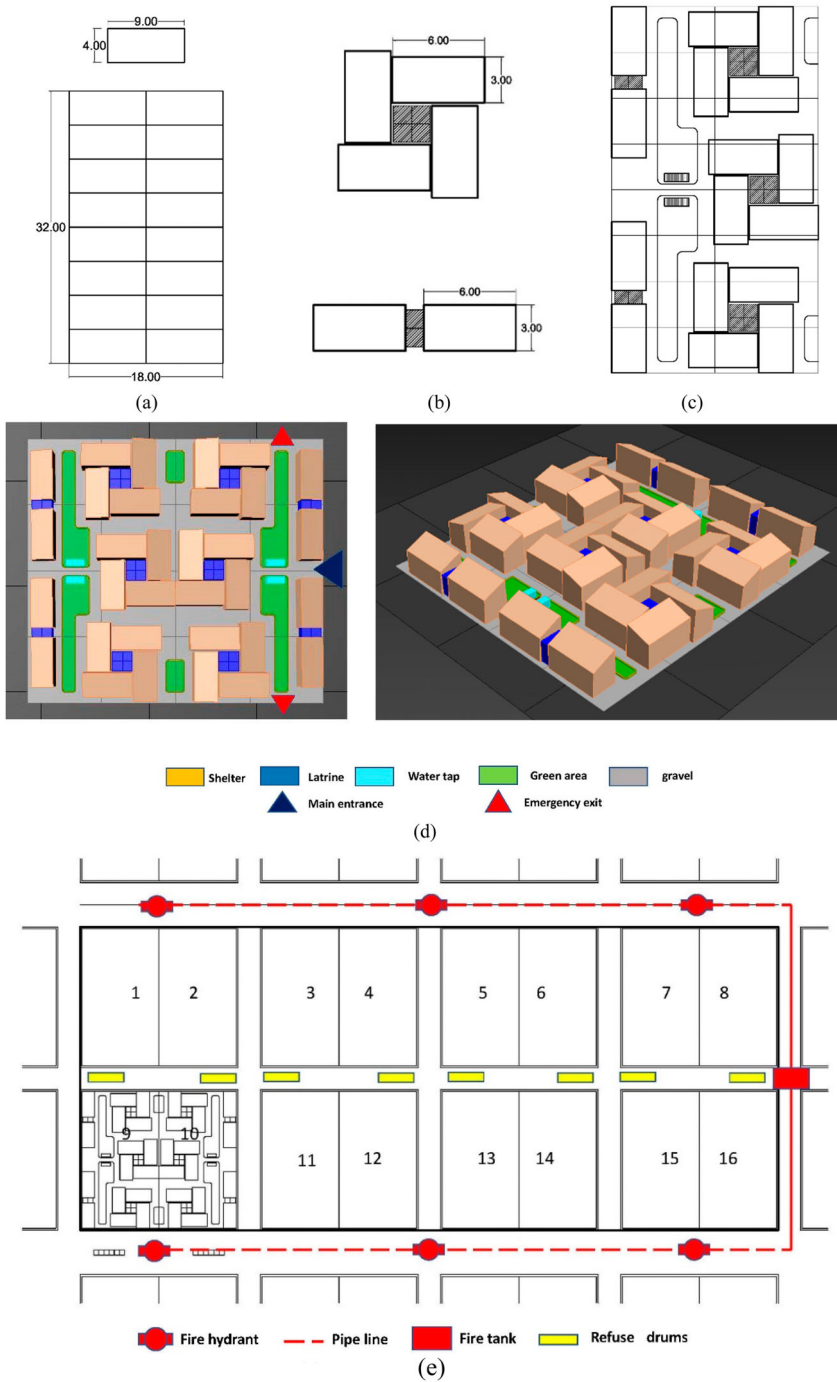 9.00
4.00
32.00
18.00
(a)
6.00
3.00
6.00
3.00
(b)
(c)
Shelter Latrine Water tap Green area gravel
Main entrance Emergency exit
(d)
1 2 3 4 5 6 7 8
9 10
11 12 13 14 15 16
Fire hydrant Pipe line Fire tank Refuse drums
(e)